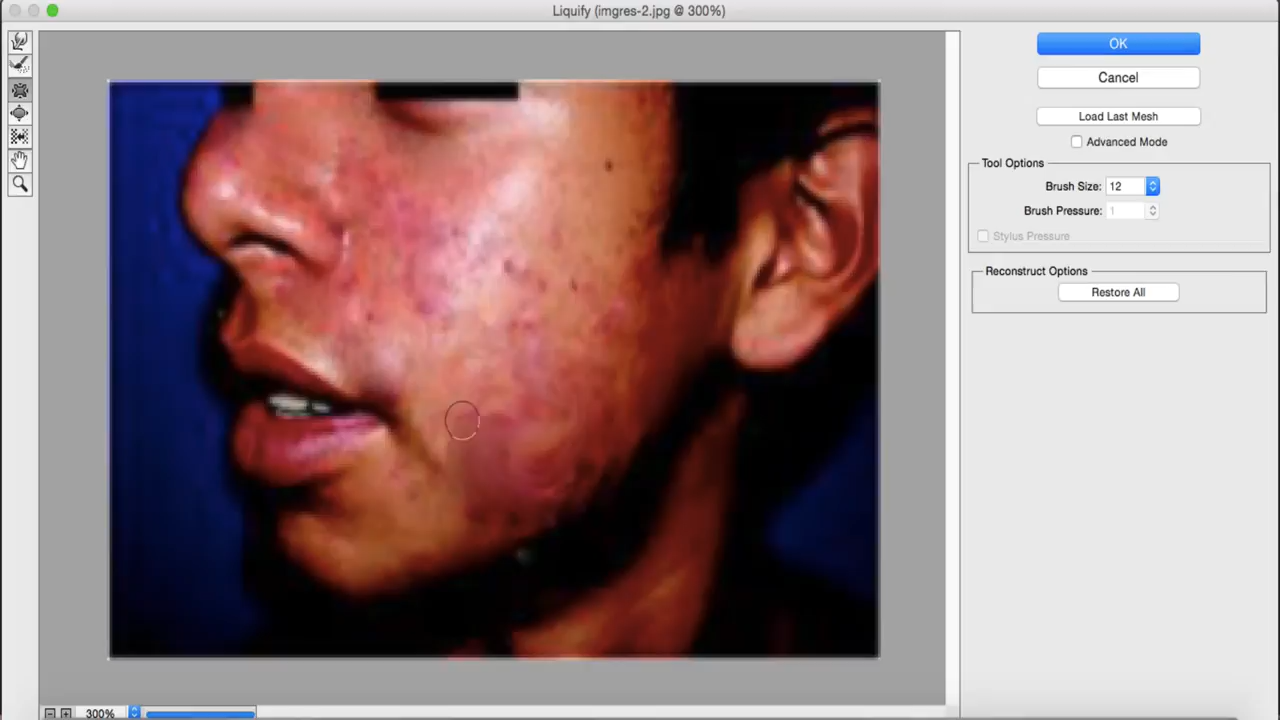 Liquify (imgres-2.jpg @ 300%)
OK
Cancel
Load Last Mesh
Advanced Mode
Tool Options
Brush Size: 12
Brush Pressure: 1
Stylus Pressure
Reconstruct Options
Restore All
300%